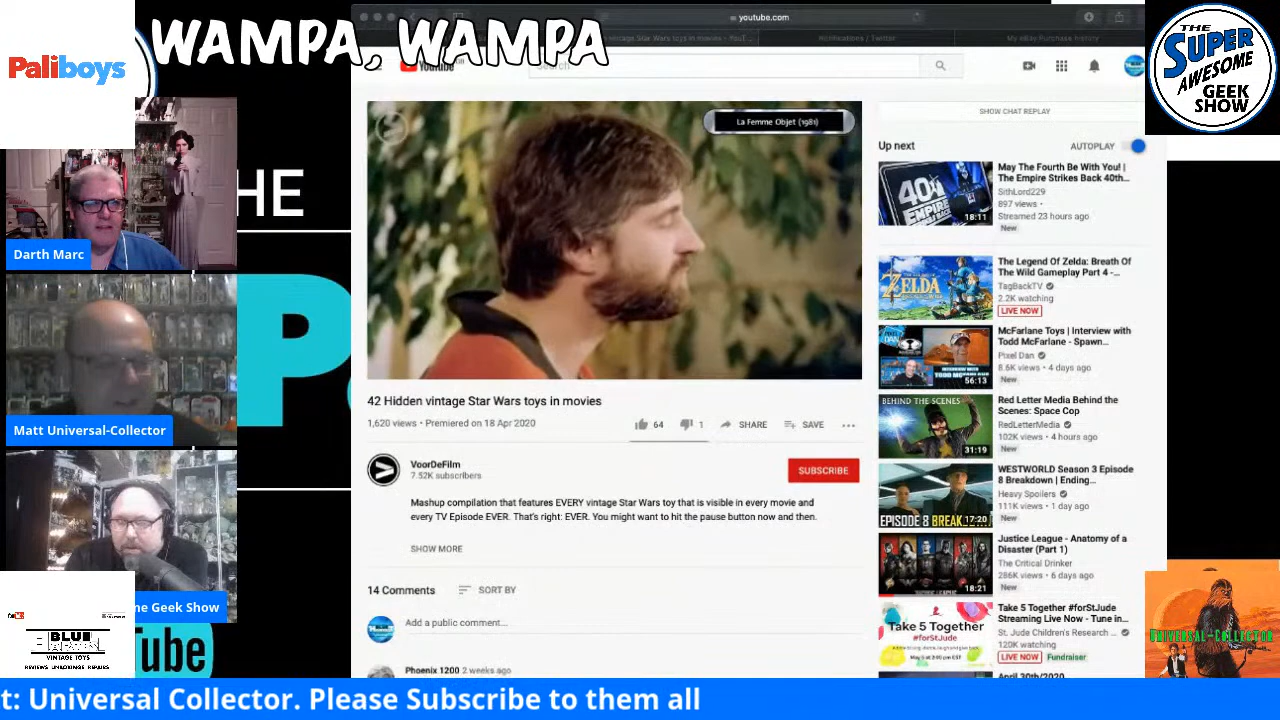 WAMPA, WAMPA
Paliboys
THE SUPER AWESOME GEEK SHOW
youtube.com
Search
HE
Darth Marc
Matt Universal-Collector
ne Geek Show
BLUE
VINTAGE TOYS
Tube
La Femme Objet (1981)
42 Hidden vintage Star Wars toys in movies
1,620 views • Premiered on 18 Apr 2020
64
1
SHARE
SAVE
VoorDeFilm
7.52K subscribers
SUBSCRIBE
Mashup compilation that features EVERY vintage Star Wars toy that is visible in every movie and
every TV Episode EVER. That's right: EVER. You might want to hit the pause button now and then.
SHOW MORE
14 Comments
SORT BY
Add a public comment...
Phoenix 1200 2 weeks ago
SHOW CHAT REPLAY
Up next
AUTOPLAY
18:11
May The Fourth Be With You! |
The Empire Strikes Back 40th...
SithLord229
897 views •
Streamed 23 hours ago
New
ZELDA
The Legend Of Zelda: Breath Of
The Wild Gameplay Part 4 -...
TagBackTV
2.2K watching
LIVE NOW
56:13
McFarlane Toys | Interview with
Todd McFarlane - Spawn...
Pixel Dan
8.6K views • 4 days ago
New
BEHIND THE SCENES
31:19
Red Letter Media Behind the
Scenes: Space Cop
RedLetterMedia
102K views • 4 hours ago
New
EPISODE 8 BREAK
17:20
WESTWORLD Season 3 Episode
8 Breakdown | Ending...
Heavy Spoilers
111K views • 1 day ago
New
18:21
Justice League - Anatomy of a
Disaster (Part 1)
The Critical Drinker
286K views • 6 days ago
New
Take 5 Together
#forStJude
Take 5 Together #forStJude
Streaming Live Now - Tune in...
St. Jude Children's Research ...
120K watching
LIVE NOW
Fundraiser
April 30th/2020
UNIVERSAL-COLLECTOR
t: Universal Collector. Please Subscribe to them all